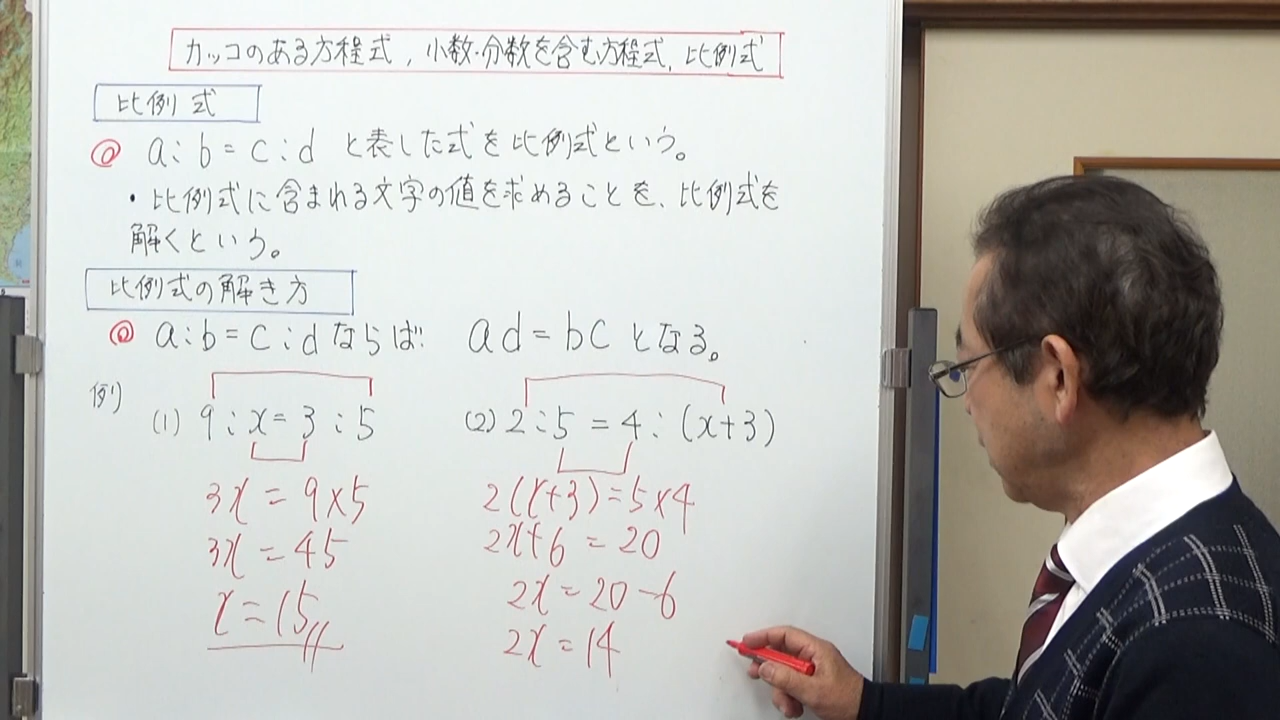 カッコのある方程式,小数・分数を含む方程式,比例式
比例式
◎ a:b=c:d と表した式を比例式という。
・比例式に含まれる文字の値を求めることを、比例式を
解くという。
比例式の解き方
◎ a:b=c:d ならば ad=bc となる。
例)
(1) 9:x=3:5
3x=9×5
3x=45
x=15
(2) 2:5=4:(x+3)
2(x+3)=5×4
2x+6=20
2x=20-6
2x=14